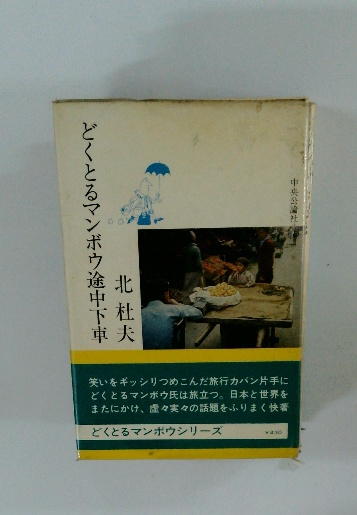 どくとるマンボウ途中下車
北杜夫
中央公論社
笑いをギッシリつめこんだ旅行カバン片手に
どくとるマンボウ氏は旅立つ。日本と世界を
またにかけ、虚々実々の話題をふりまく快著
どくとるマンボウシリーズ